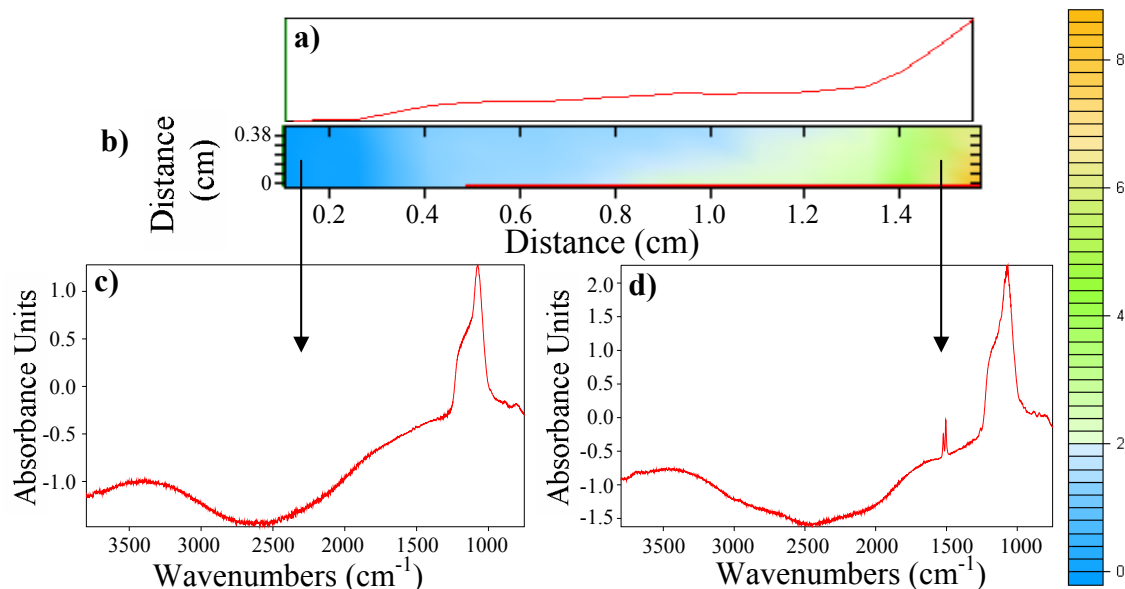 a)
b)
Distance
(cm)
0.38
0
0.2 0.4 0.6 0.8 1.0 1.2 1.4
Distance (cm)
8
6
4
2
0
c)
Absorbance Units
1.0
0.5
0.0
-0.5
-1.0
3500 3000 2500 2000 1500 1000
Wavenumbers (cm-1)
d)
Absorbance Units
2.0
1.5
1.0
0.5
0.0
-0.5
-1.0
-1.5
3500 3000 2500 2000 1500 1000
Wavenumbers (cm-1)